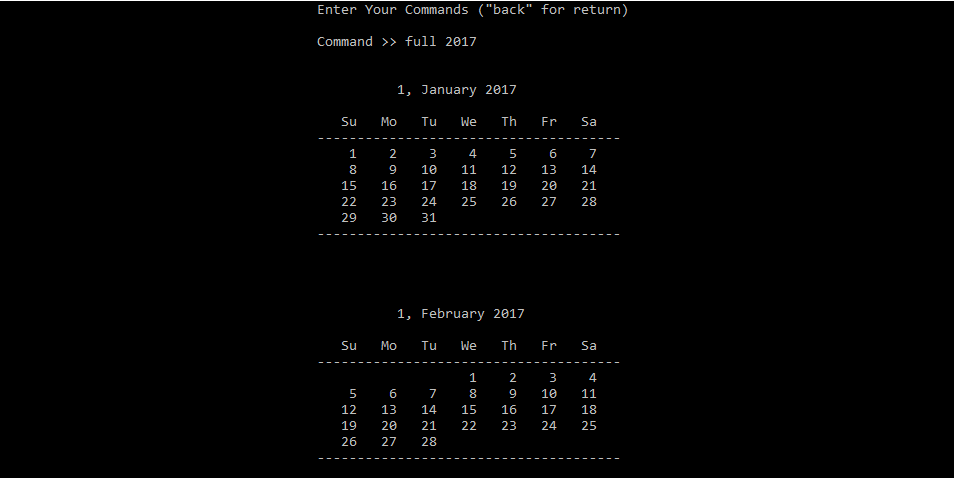 Enter Your Commands ("back" for return)
Command >> full 2017
1, January 2017
Su Mo Tu We Th Fr Sa
--------------------------------------
1 2 3 4 5 6 7
8 9 10 11 12 13 14
15 16 17 18 19 20 21
22 23 24 25 26 27 28
29 30 31
--------------------------------------
1, February 2017
Su Mo Tu We Th Fr Sa
--------------------------------------
1 2 3 4
5 6 7 8 9 10 11
12 13 14 15 16 17 18
19 20 21 22 23 24 25
26 27 28
--------------------------------------